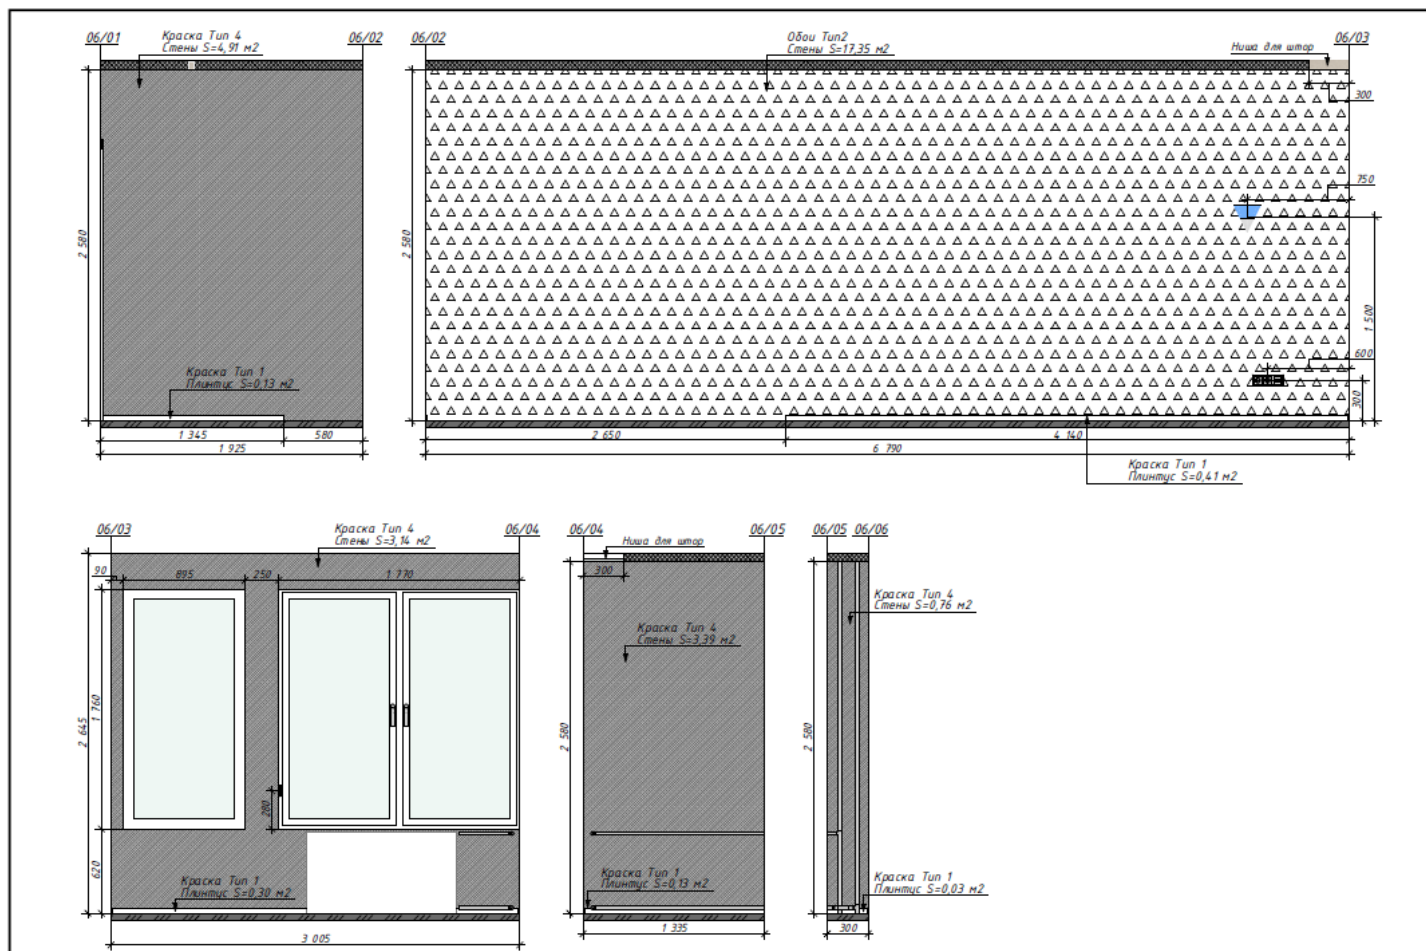 06/01
Краска Тип 4
Стены S=4,91 м2
06/02
2 580
Краска Тип 1
Плинтус S=0,13 м2
1 345
580
1 925
06/02
Обои Тип2
Стены S=17,35 м2
Ниша для штор
06/03
300
750
2 580
1 500
600
300
2 650
4 140
6 790
Краска Тип 1
Плинтус S=0,41 м2
06/03
Краска Тип 4
Стены S=3,14 м2
06/04
90
895
250
1 770
1 760
2 645
280
620
Краска Тип 1
Плинтус S=0,30 м2
3 005
06/04
Ниша для штор
06/05
300
Краска Тип 4
Стены S=3,39 м2
2 580
Краска Тип 1
Плинтус S=0,13 м2
1 335
06/05
06/06
Краска Тип 4
Стены S=0,76 м2
2 580
Краска Тип 1
Плинтус S=0,03 м2
300